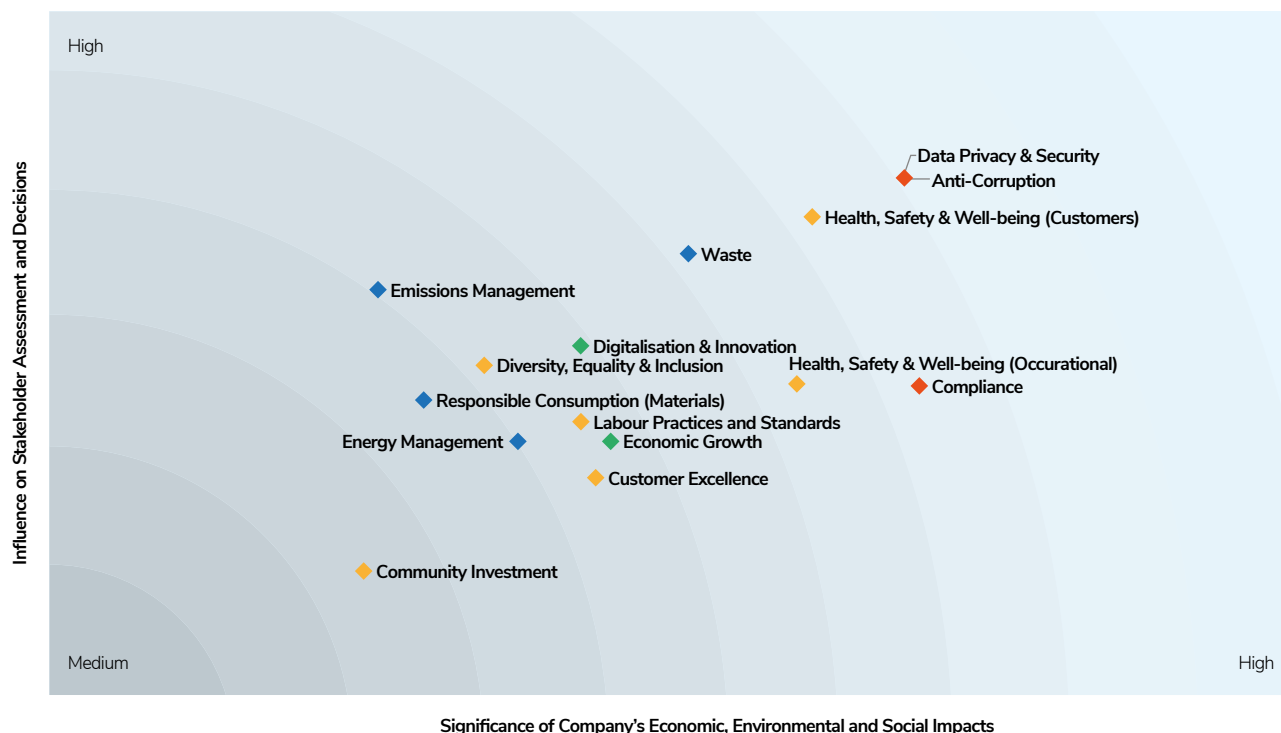 High
Influence on Stakeholder Assessment and Decisions
Data Privacy & Security
Anti-Corruption
Health, Safety & Well-being (Customers)
Waste
Emissions Management
Digitalisation & Innovation
Diversity, Equality & Inclusion
Health, Safety & Well-being (Occurational)
Compliance
Responsible Consumption (Materials)
Labour Practices and Standards
Energy Management
Economic Growth
Customer Excellence
Community Investment
Medium
High
Significance of Company's Economic, Environmental and Social Impacts